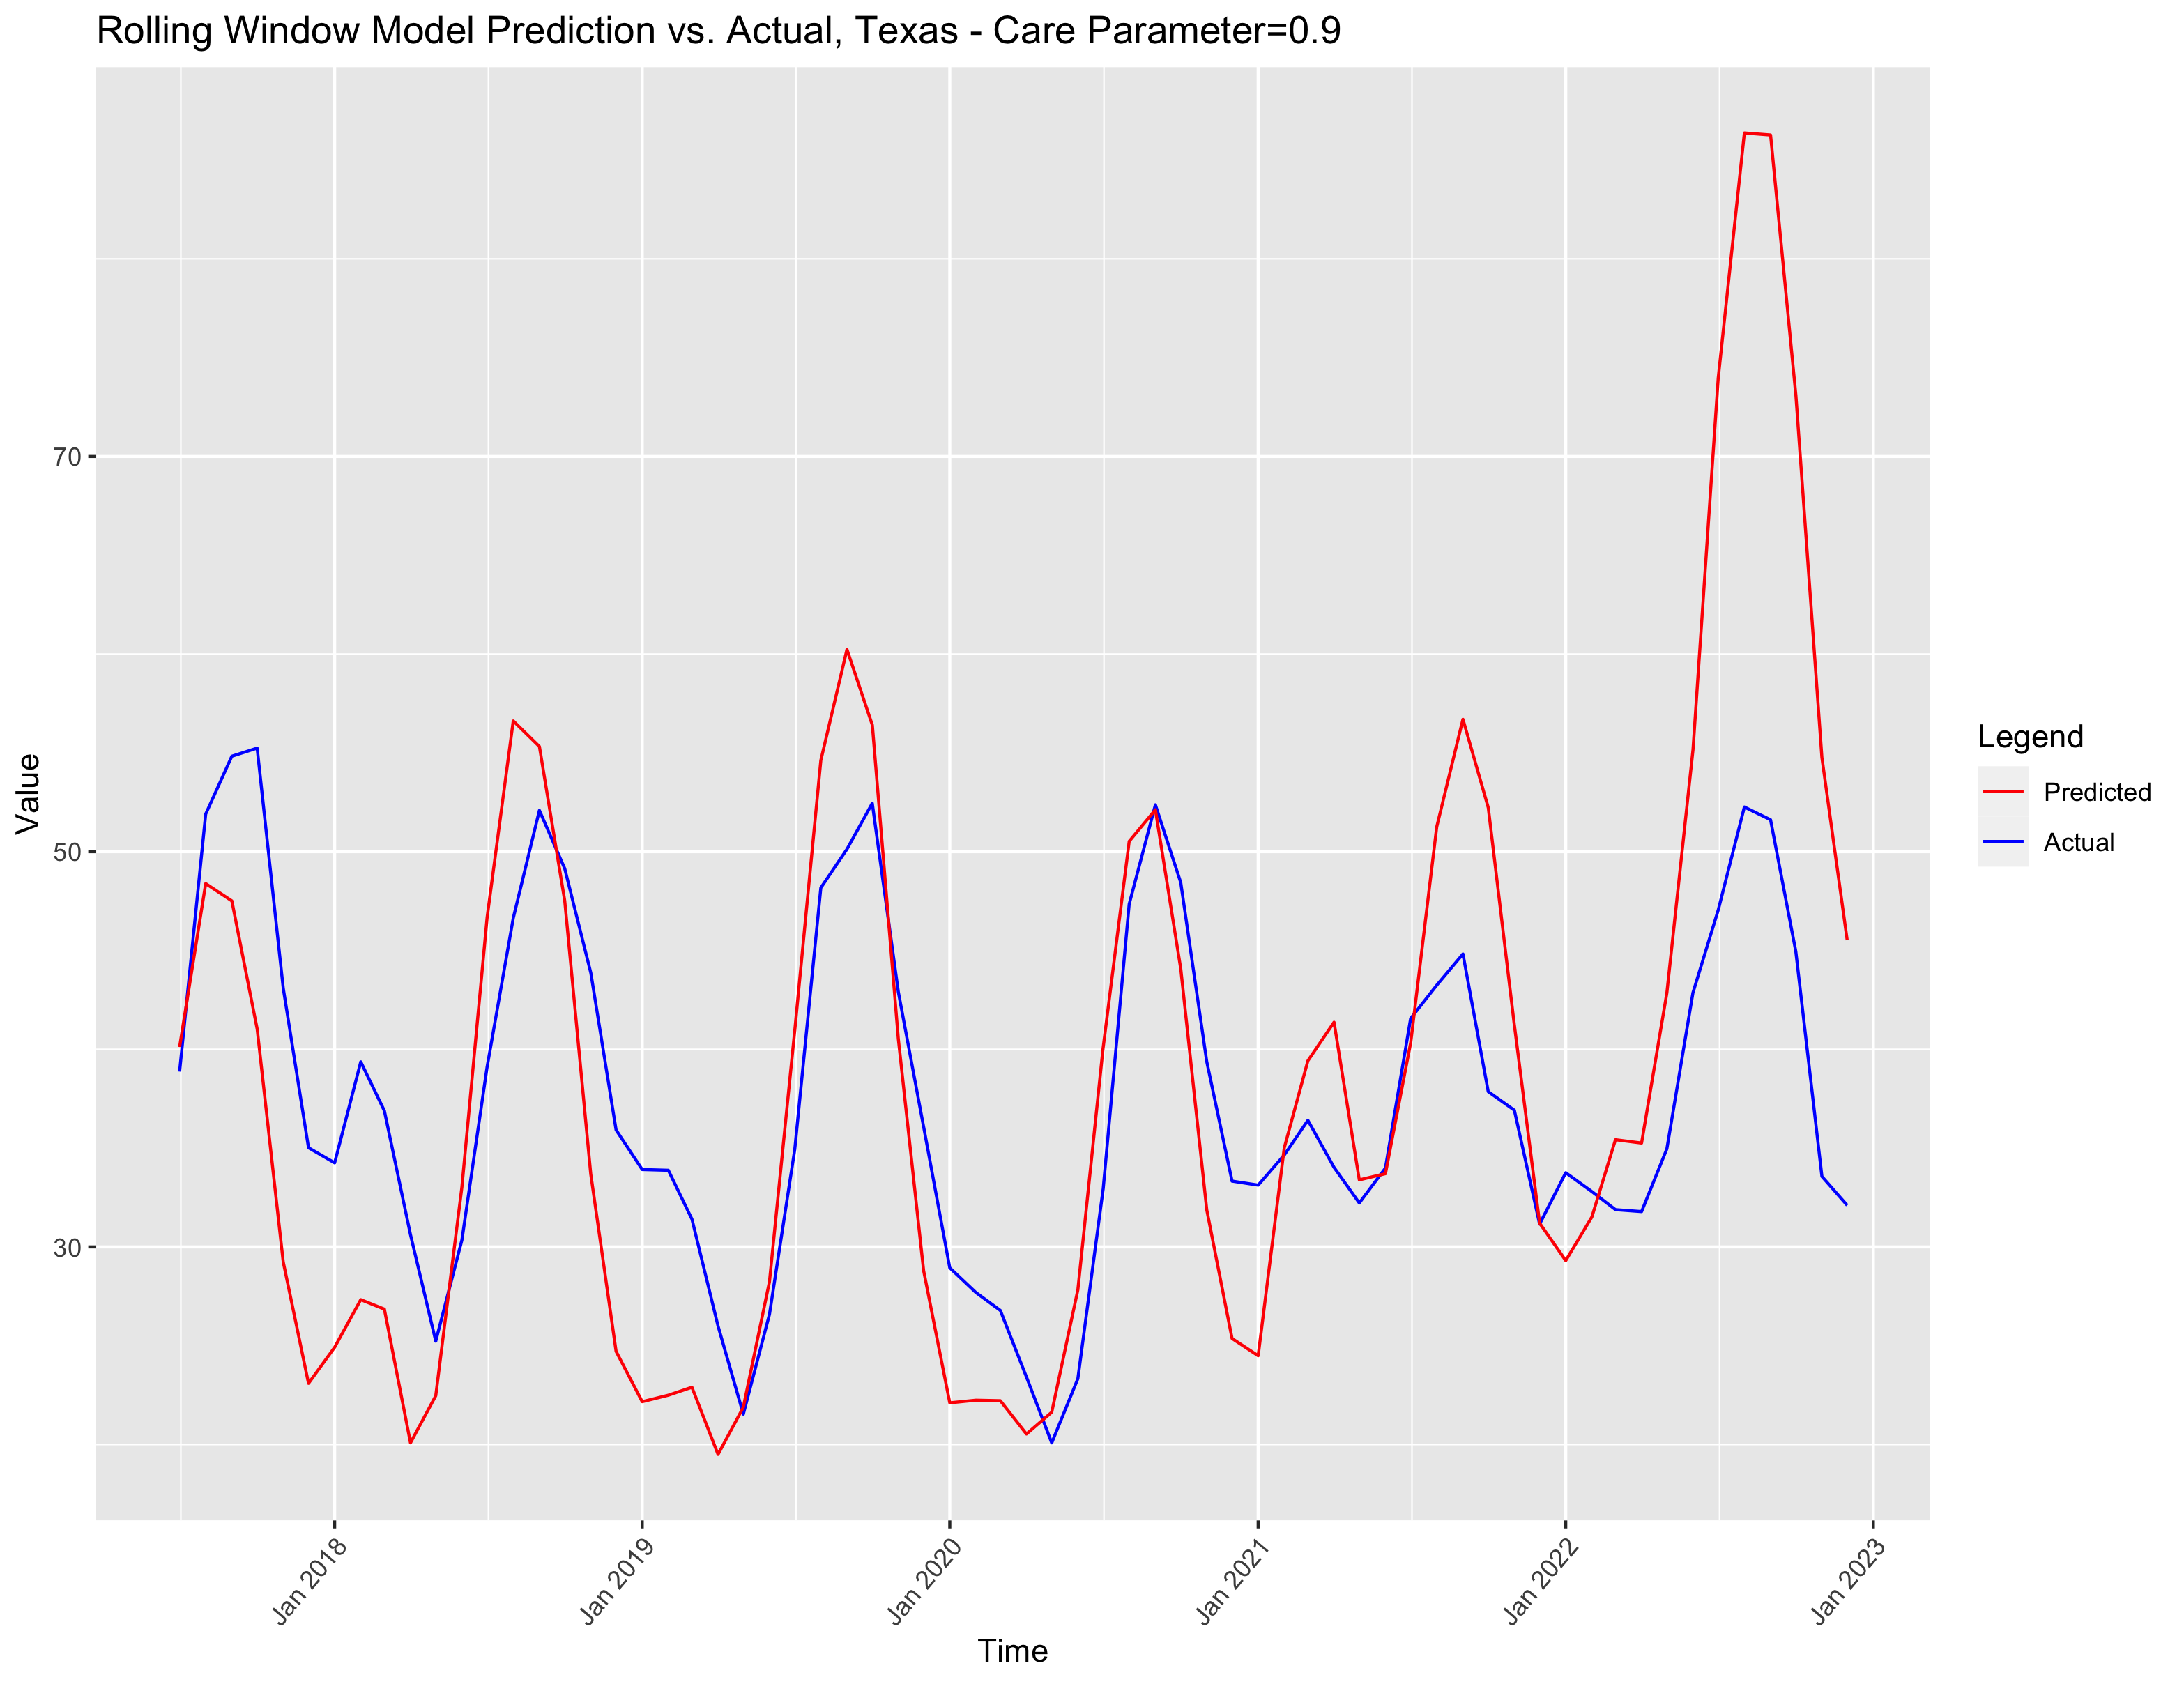 Rolling Window Model Prediction vs. Actual, Texas - Care Parameter=0.9
Value
70
50
30
Jan 2018
Jan 2019
Jan 2020
Jan 2021
Jan 2022
Jan 2023
Time
Legend
Predicted
Actual